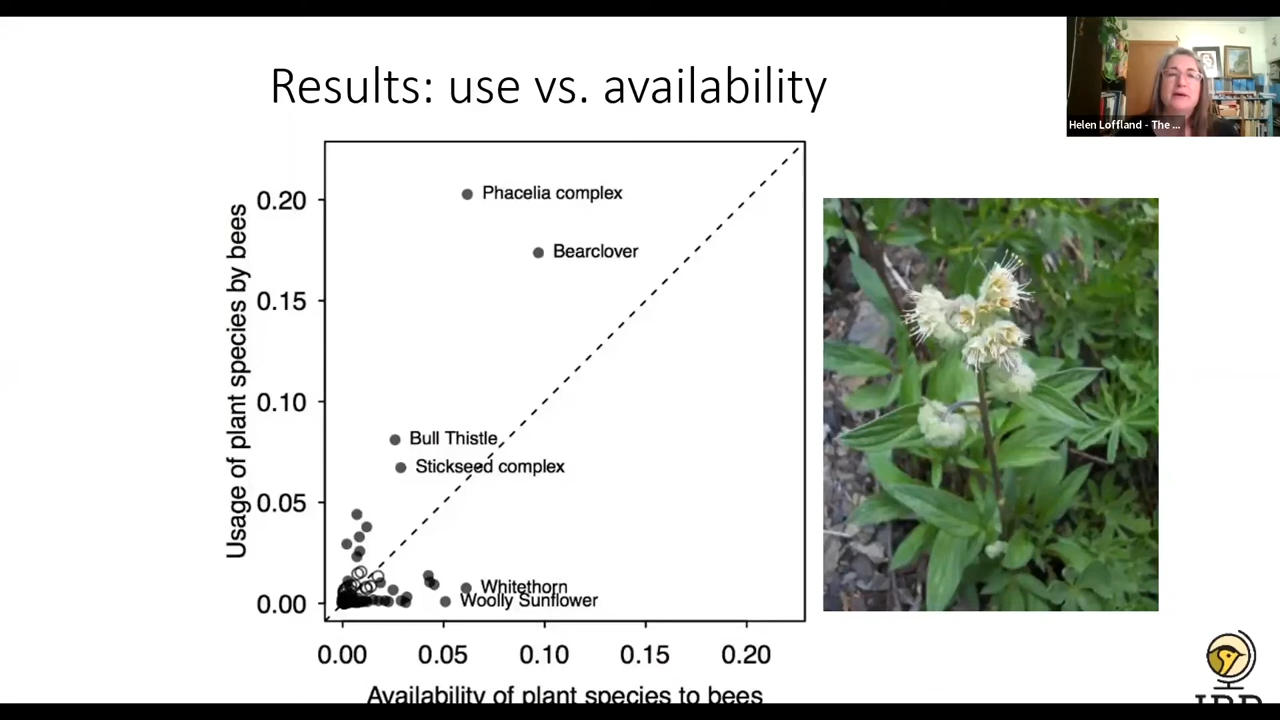 Results: use vs. availability
Helen Loffland - The ...
Usage of plant species by bees
0.20
0.15
0.10
0.05
0.00
Phacelia complex
Bearclover
Bull Thistle
Stickseed complex
Whitethorn
Woolly Sunflower
0.00 0.05 0.10 0.15 0.20
Availability of plant species to bees